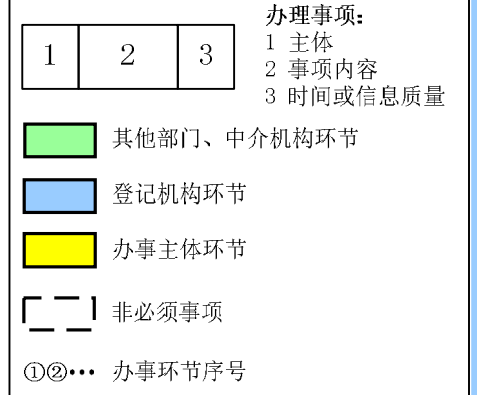 办理事项：
1 主体
2 事项内容
3 时间或信息质量
1 2 3
其他部门、中介机构环节
登记机构环节
办事主体环节
非必须事项
①②… 办事环节序号